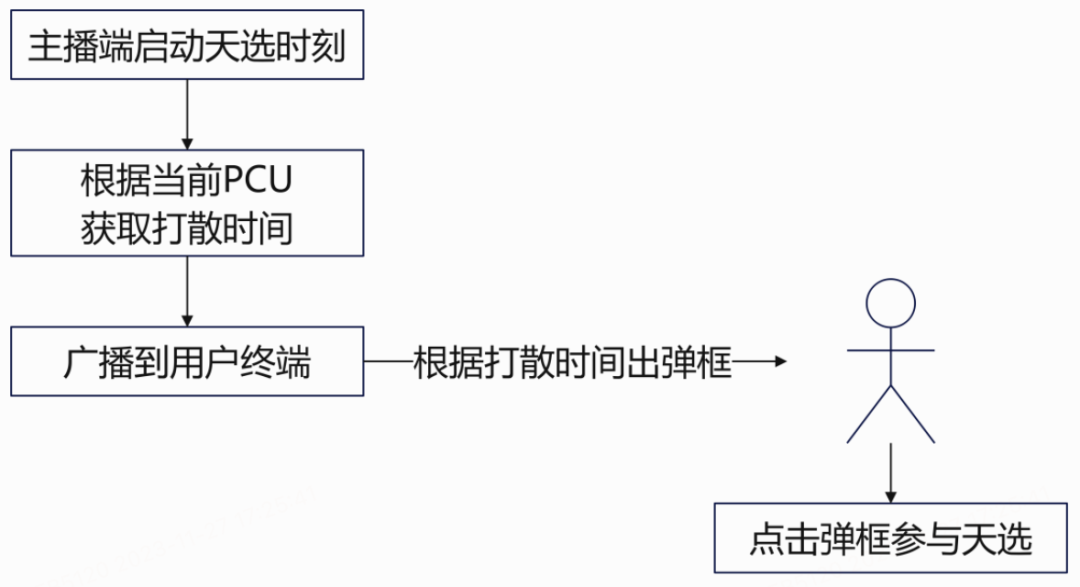 主播端启动天选时刻
根据当前PCU
获取打散时间
广播到用户终端
根据打散时间出弹框
点击弹框参与天选